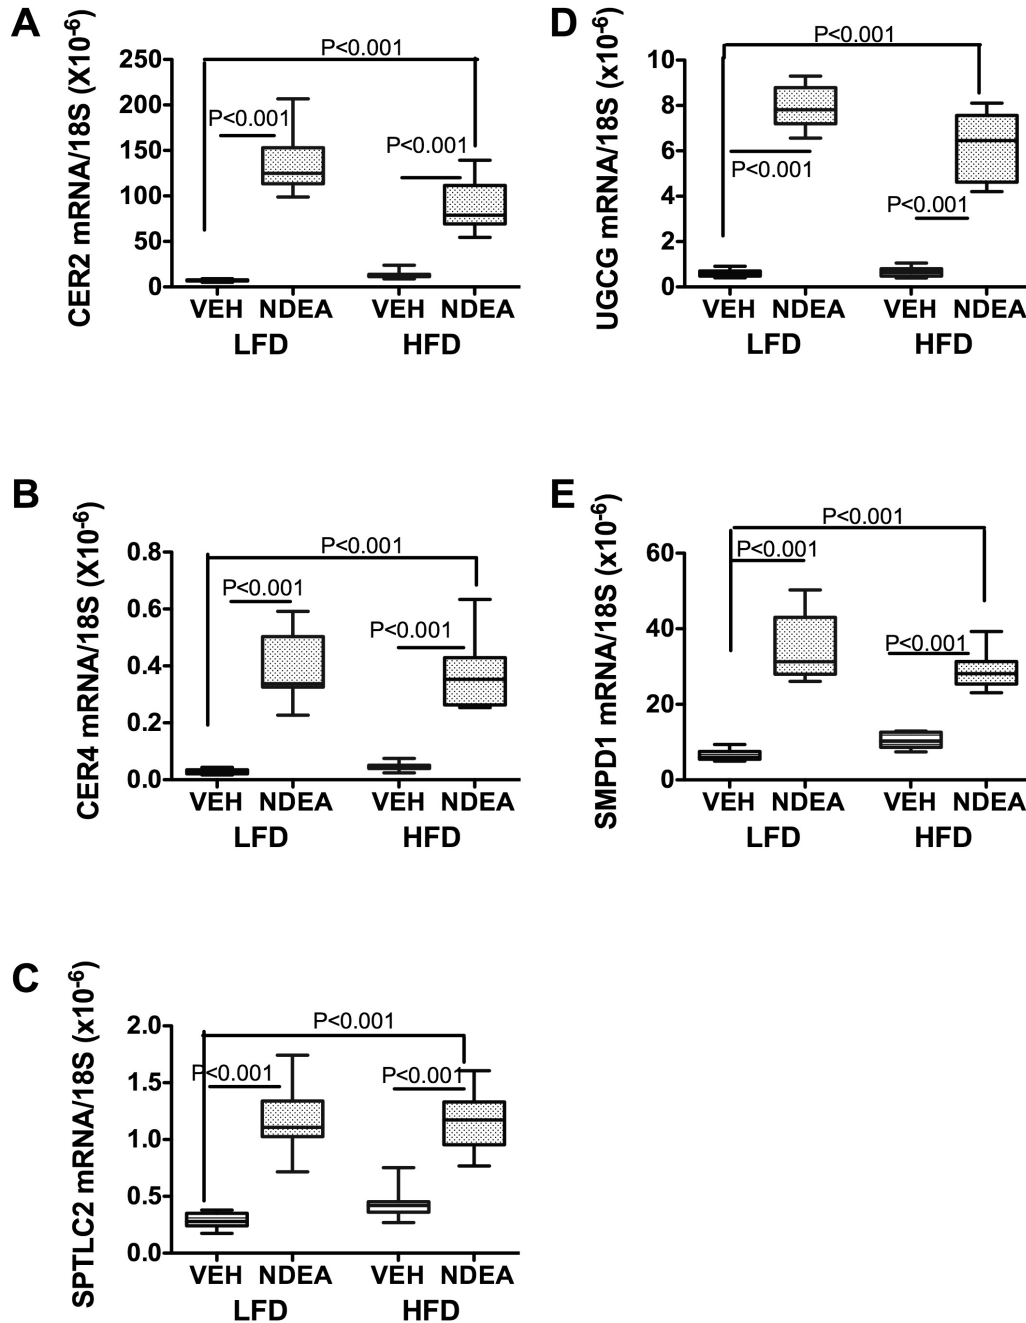 A
CER2 mRNA/18S (X10-6)
P<0.001
P<0.001
P<0.001
250
200
150
100
50
0
VEH NDEA VEH NDEA
LFD HFD
D
UGCG mRNA/18S (x10-6)
P<0.001
P<0.001
P<0.001
10
8
6
4
2
0
VEH NDEA VEH NDEA
LFD HFD
B
CER4 mRNA/18S (X10-6)
P<0.001
P<0.001
P<0.001
0.8
0.6
0.4
0.2
0.0
VEH NDEA VEH NDEA
LFD HFD
E
SMPD1 mRNA/18S (x10-6)
P<0.001
P<0.001
P<0.001
60
40
20
0
VEH NDEA VEH NDEA
LFD HFD
C
SPTLC2 mRNA/18S (x10-6)
P<0.001
P<0.001
P<0.001
2.0
1.5
1.0
0.5
0.0
VEH NDEA VEH NDEA
LFD HFD